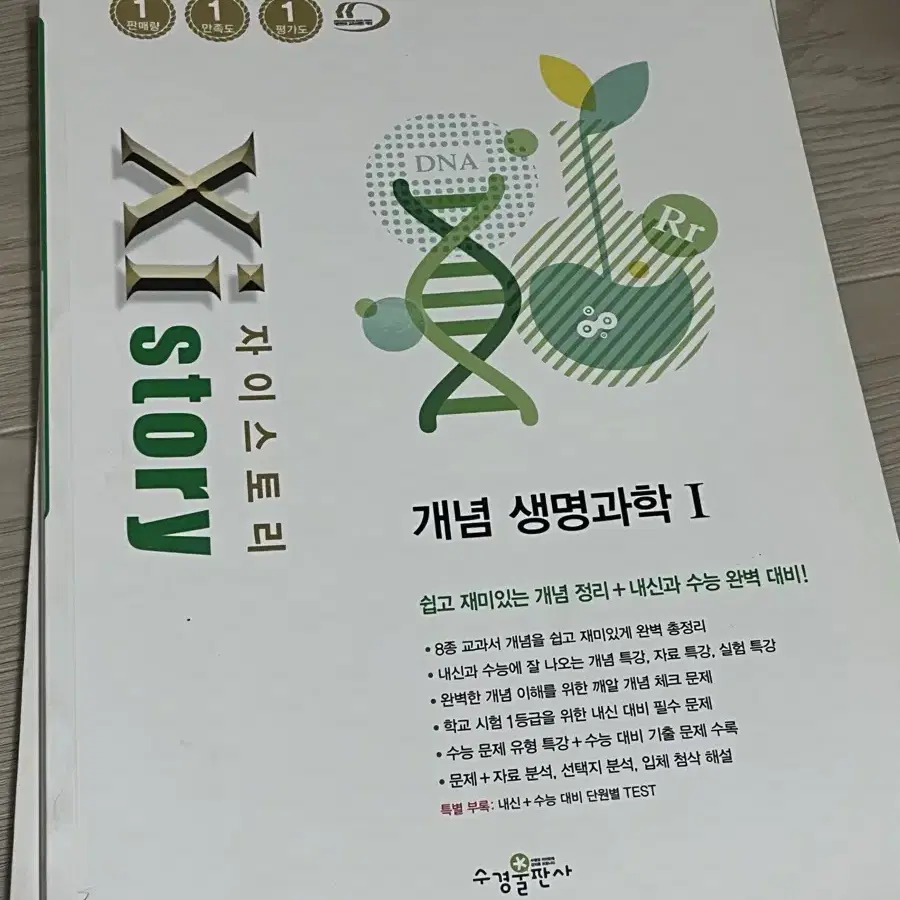 1 판매량
1 만족도
1 평가도
Xi story
자이스토리
DNA
Rr
개념 생명과학 I
쉽고 재미있는 개념 정리 + 내신과 수능 완벽 대비!
• 8종 교과서 개념을 쉽고 재미있게 완벽 총정리
• 내신과 수능에 잘 나오는 개념 특강, 자료 특강, 실험 특강
• 완벽한 개념 이해를 위한 깨알 개념 체크 문제
• 학교 시험 1등급을 위한 내신 대비 필수 문제
• 수능 문제 유형 특강 + 수능 대비 기출 문제 수록
• 문제 + 자료 분석, 선택지 분석, 입체 첨삭 해설
특별 부록: 내신 + 수능 대비 단원별 TEST
수경출판사